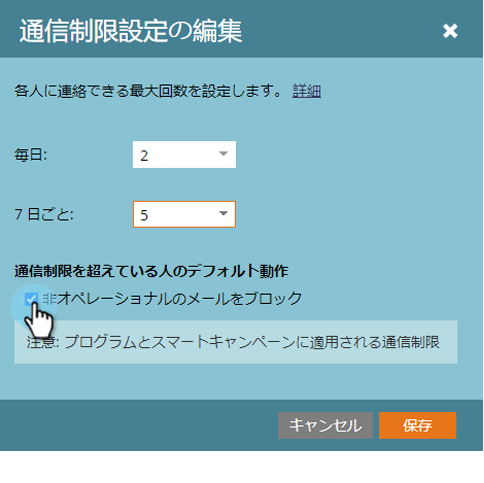 通信制限設定の編集
各人に連絡できる最大回数を設定します。 詳細
毎日: 2
7 日ごと: 5
通信制限を超えている人のデフォルト動作
非オペレーショナルのメールをブロック
注意: プログラムとスマートキャンペーンに適用される通信制限
キャンセル 保存